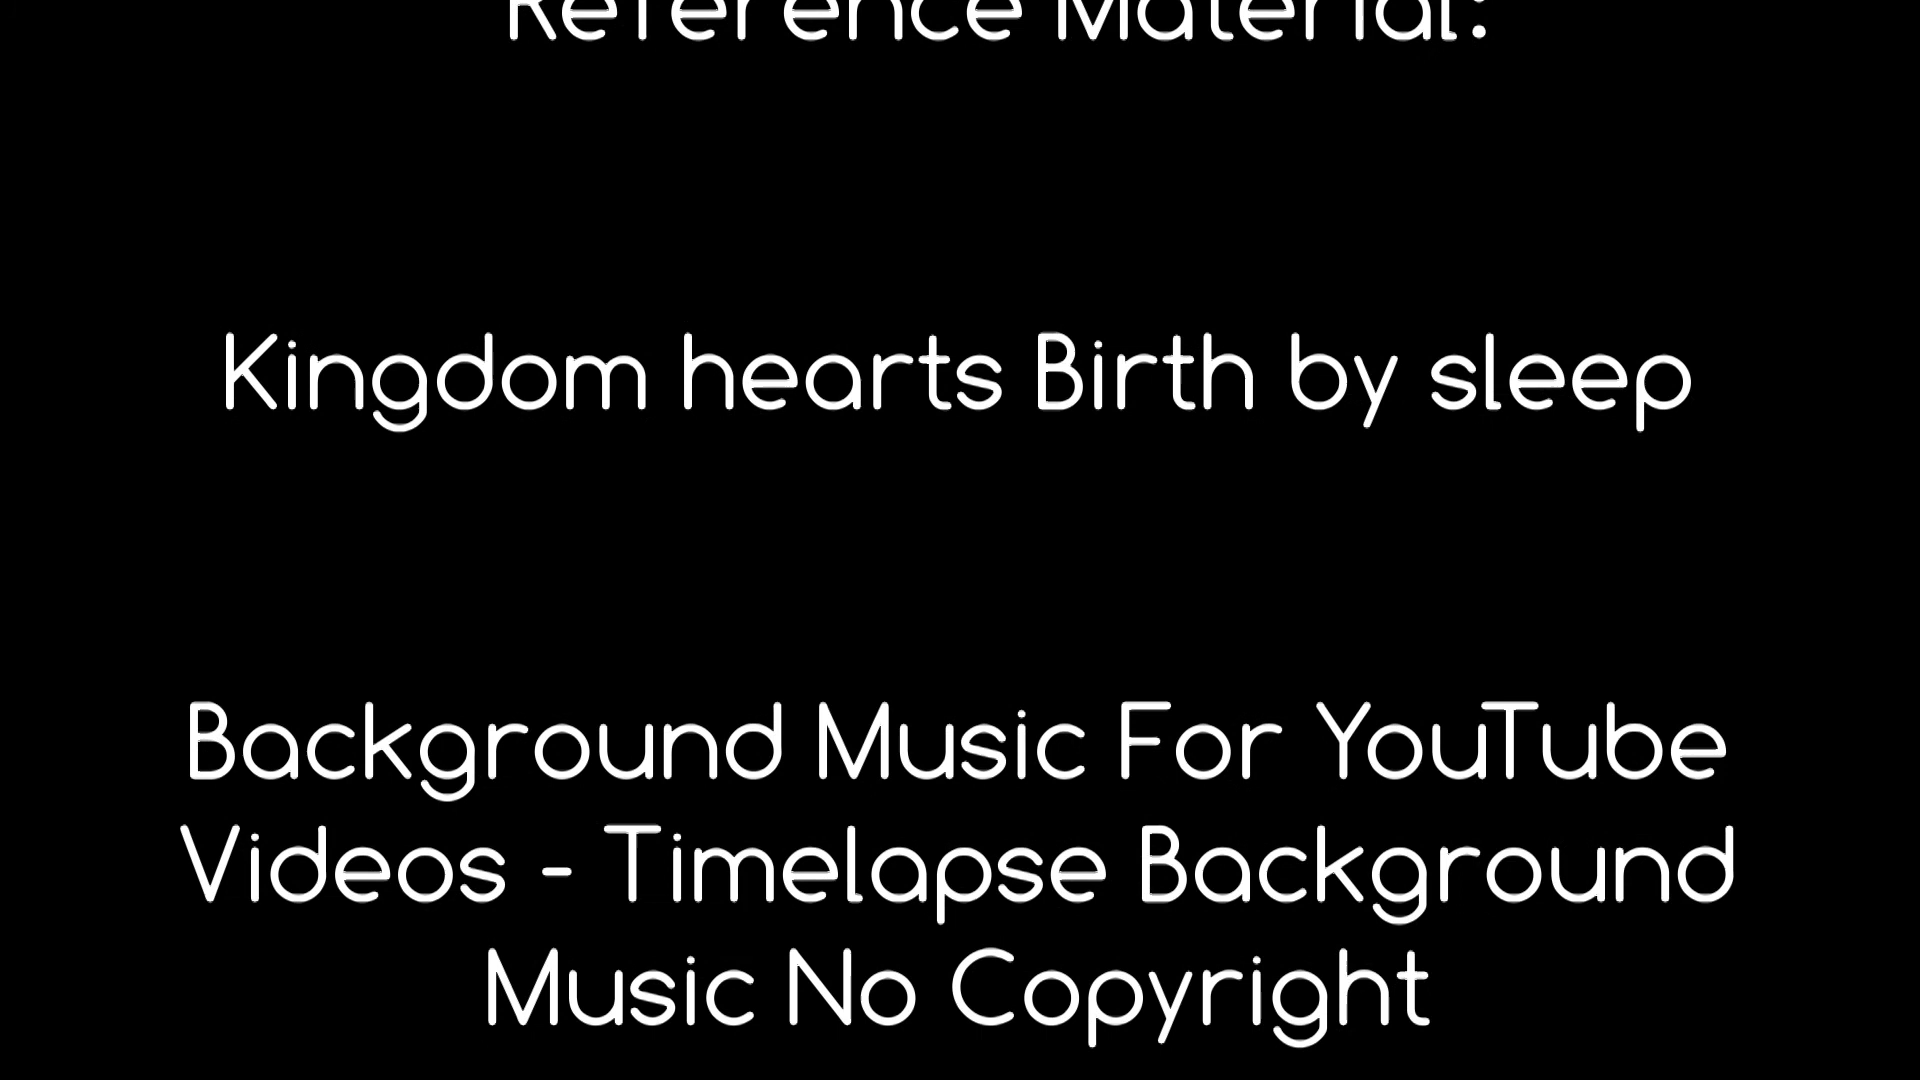 Reference Material:
Kingdom hearts Birth by sleep
Background Music For YouTube
Videos - Timelapse Background
Music No Copyright